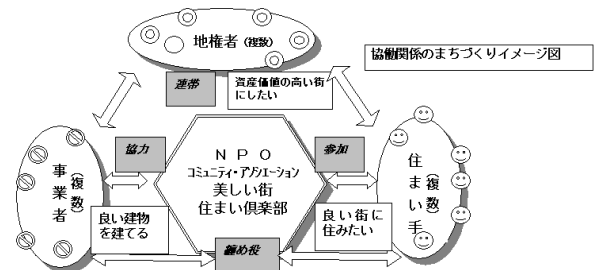 地権者(複数)
協働関係のまちづくりイメージ図
連帯
資産価値の高い街
にしたい
協力
参加
NPO
コミュニティ・アソシエーション
美しい街
住まい倶楽部
事業者(複数)
住まい手(複数)
良い建物
を建てる
良い街に
住みたい
纏め役